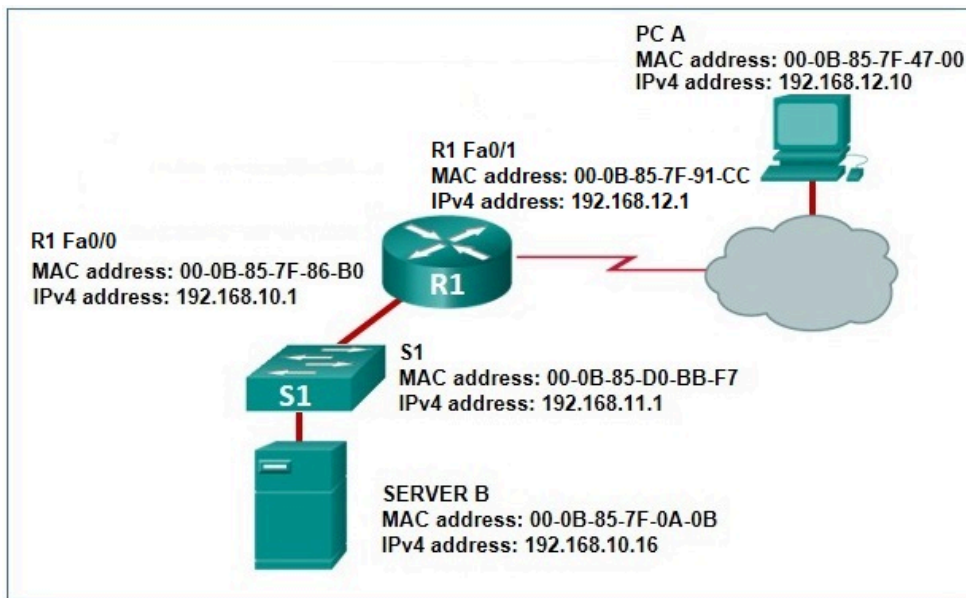 PC A
MAC address: 00-0B-85-7F-47-00
IPv4 address: 192.168.12.10
R1 Fa0/1
MAC address: 00-0B-85-7F-91-CC
IPv4 address: 192.168.12.1
R1 Fa0/0
MAC address: 00-0B-85-7F-86-B0
IPv4 address: 192.168.10.1
R1
S1
MAC address: 00-0B-85-D0-BB-F7
IPv4 address: 192.168.11.1
S1
SERVER B
MAC address: 00-0B-85-7F-0A-0B
IPv4 address: 192.168.10.16